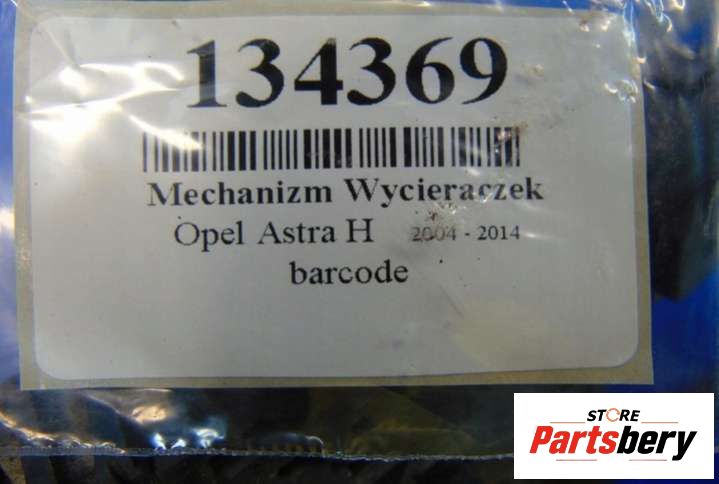 134369
Mechanizm Wycieraczek
Opel Astra H 2004 - 2014
barcode
STORE
Partsbery